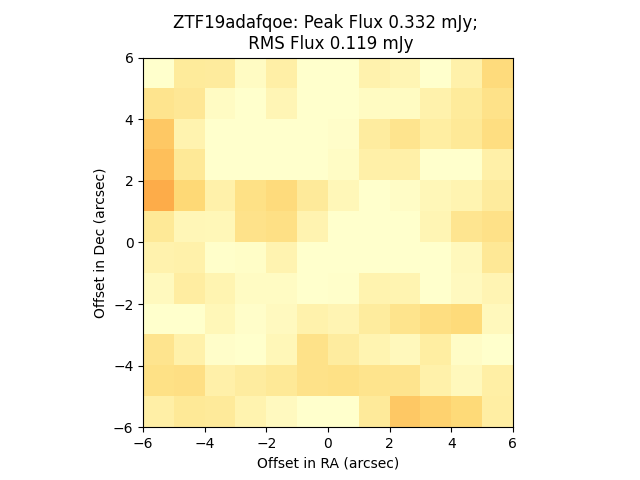 ZTF19adafqoe: Peak Flux 0.332 mJy;
RMS Flux 0.119 mJy
6
4
2
0
−2
−4
−6
Offset in Dec (arcsec)
−6 −4 −2 0 2 4 6
Offset in RA (arcsec)